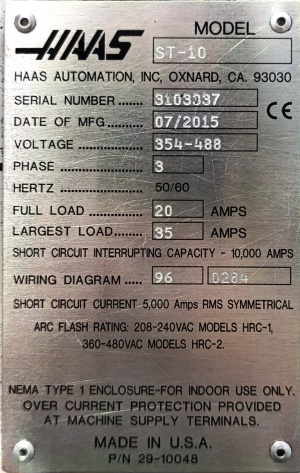 HAAS
MODEL
ST-10
HAAS AUTOMATION, INC, OXNARD, CA. 93030
SERIAL NUMBER ....... 3103037
DATE OF MFG ....... 07/2015 CE
VOLTAGE ................ 354-488
PHASE .................... 3
HERTZ .................... 50/60
FULL LOAD .............. 20 AMPS
LARGEST LOAD ....... 35 AMPS
SHORT CIRCUIT INTERRUPTING CAPACITY - 10,000 AMPS
WIRING DIAGRAM ..... 96 0284
SHORT CIRCUIT CURRENT 5,000 Amps RMS SYMMETRICAL
ARC FLASH RATING: 208-240VAC MODELS HRC-1,
360-480VAC MODELS HRC-2.
NEMA TYPE 1 ENCLOSURE-FOR INDOOR USE ONLY.
OVER CURRENT PROTECTION PROVIDED
AT MACHINE SUPPLY TERMINALS.
MADE IN U.S.A.
P/N 29-10048